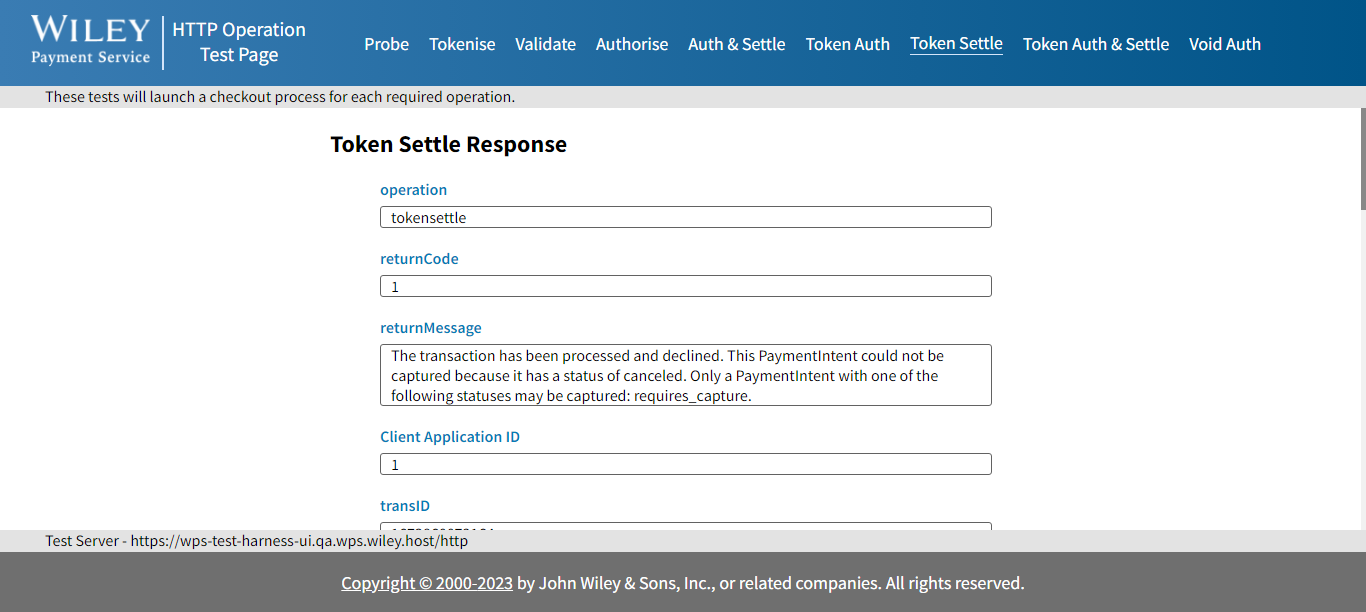 WILEY
Payment Service
HTTP Operation
Test Page
Probe Tokenise Validate Authorise Auth & Settle Token Auth Token Settle Token Auth & Settle Void Auth
These tests will launch a checkout process for each required operation.
Token Settle Response
operation
tokensettle
returnCode
1
returnMessage
The transaction has been processed and declined. This PaymentIntent could not be
captured because it has a status of canceled. Only a PaymentIntent with one of the
following statuses may be captured: requires_capture.
Client Application ID
1
transID
Test Server - https://wps-test-harness-ui.qa.wps.wiley.host/http
Copyright © 2000-2023 by John Wiley & Sons, Inc., or related companies. All rights reserved.